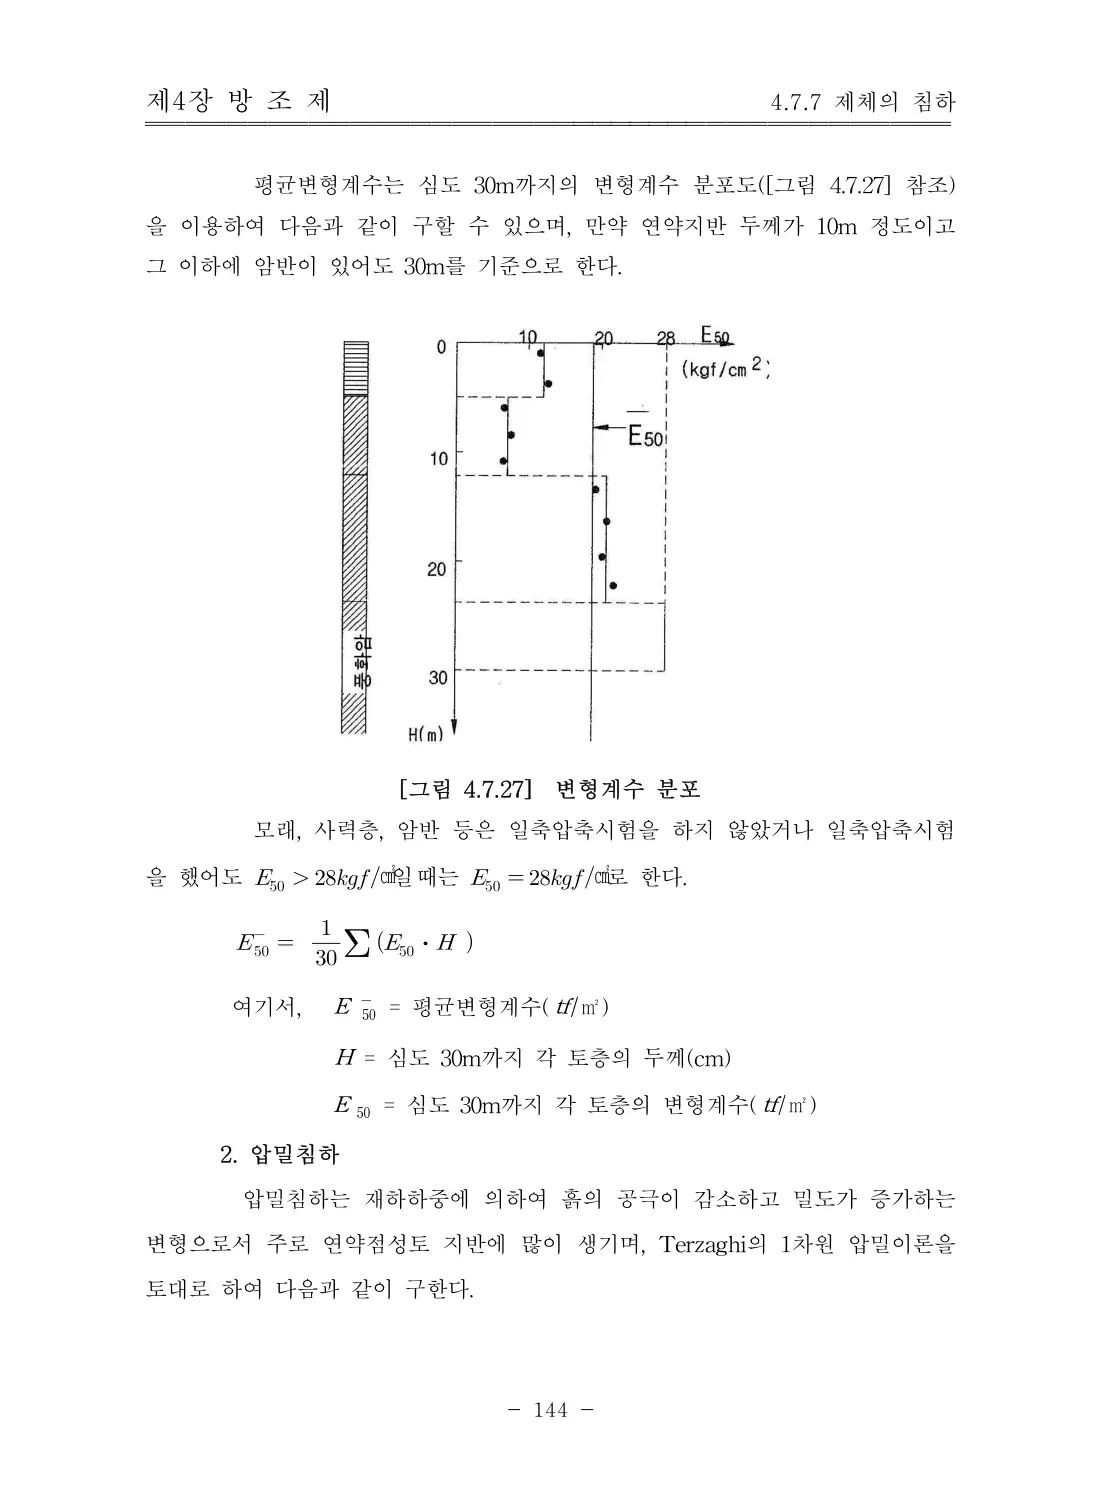 제4장 방 조 제
4.7.7 제체의 침하
평균변형계수는 심도 30m까지의 변형계수 분포도([그림 4.7.27] 참조)
을 이용하여 다음과 같이 구할 수 있으며, 만약 연약지반 두께가 10m 정도이고
그 이하에 암반이 있어도 30m를 기준으로 한다.
10 20 28 E50
0
(kgf/cm²)
E̅50
10
20
풍화암
30
H(m)
[그림 4.7.27] 변형계수 분포
모래, 사력층, 암반 등은 일축압축시험을 하지 않았거나 일축압축시험
을 했어도 E50 > 28kgf/㎠일 때는 E50 = 28kgf/㎠로 한다.
E̅50 = 1/30 ∑ (E50 · H )
여기서, E̅50 = 평균변형계수( tf/㎡)
H = 심도 30m까지 각 토층의 두께(cm)
E50 = 심도 30m까지 각 토층의 변형계수( tf/㎡)
2. 압밀침하
압밀침하는 재하하중에 의하여 흙의 공극이 감소하고 밀도가 증가하는
변형으로서 주로 연약점성토 지반에 많이 생기며, Terzaghi의 1차원 압밀이론을
토대로 하여 다음과 같이 구한다.
- 144 -